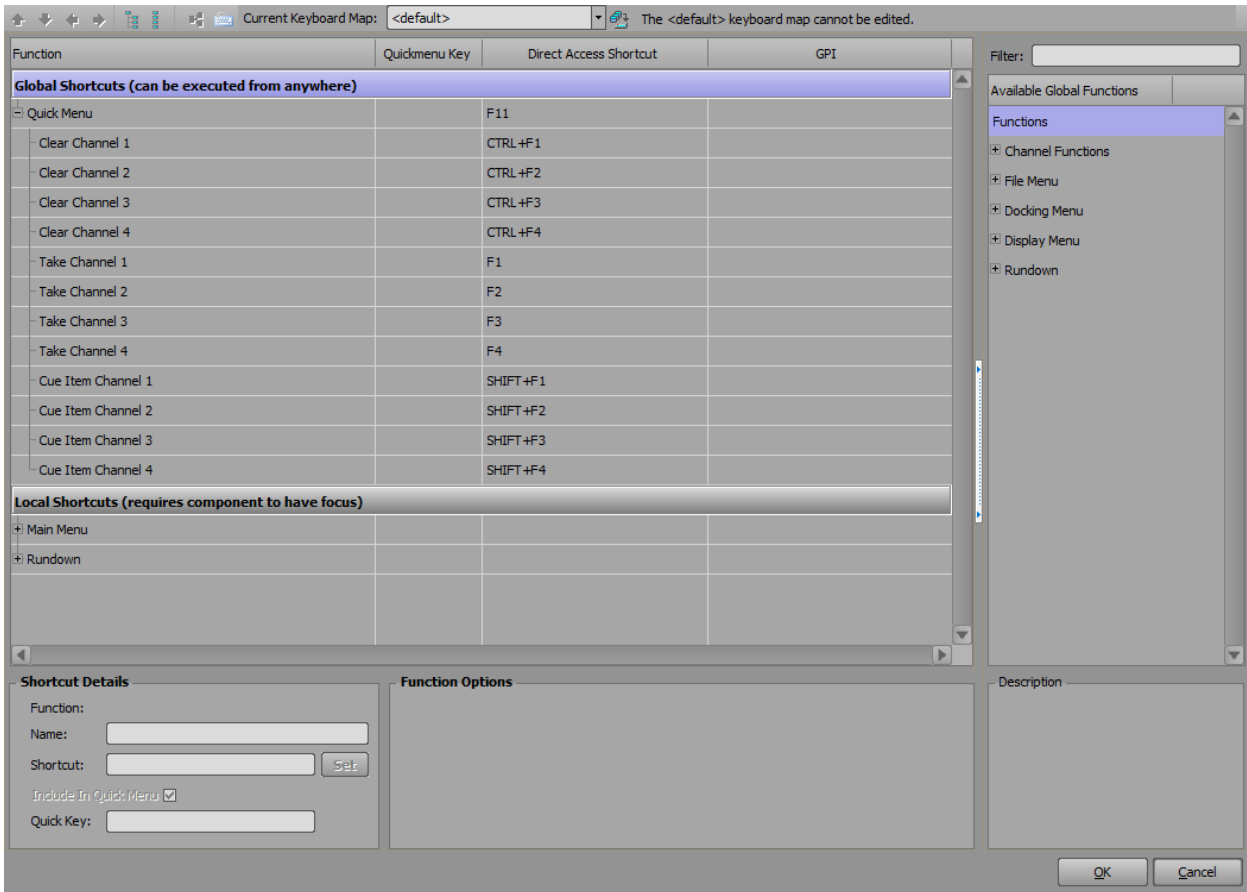 Current Keyboard Map: <default> The <default> keyboard map cannot be edited.
Function Quickmenu Key Direct Access Shortcut GPI
Global Shortcuts (can be executed from anywhere)
Quick Menu F11
Clear Channel 1 CTRL+F1
Clear Channel 2 CTRL+F2
Clear Channel 3 CTRL+F3
Clear Channel 4 CTRL+F4
Take Channel 1 F1
Take Channel 2 F2
Take Channel 3 F3
Take Channel 4 F4
Cue Item Channel 1 SHIFT+F1
Cue Item Channel 2 SHIFT+F2
Cue Item Channel 3 SHIFT+F3
Cue Item Channel 4 SHIFT+F4
Local Shortcuts (requires component to have focus)
Main Menu
Rundown
Filter:
Available Global Functions
Functions
Channel Functions
File Menu
Docking Menu
Display Menu
Rundown
Shortcut Details
Function:
Name:
Shortcut: Set
Include In Quick Menu
Quick Key:
Function Options
Description
OK Cancel